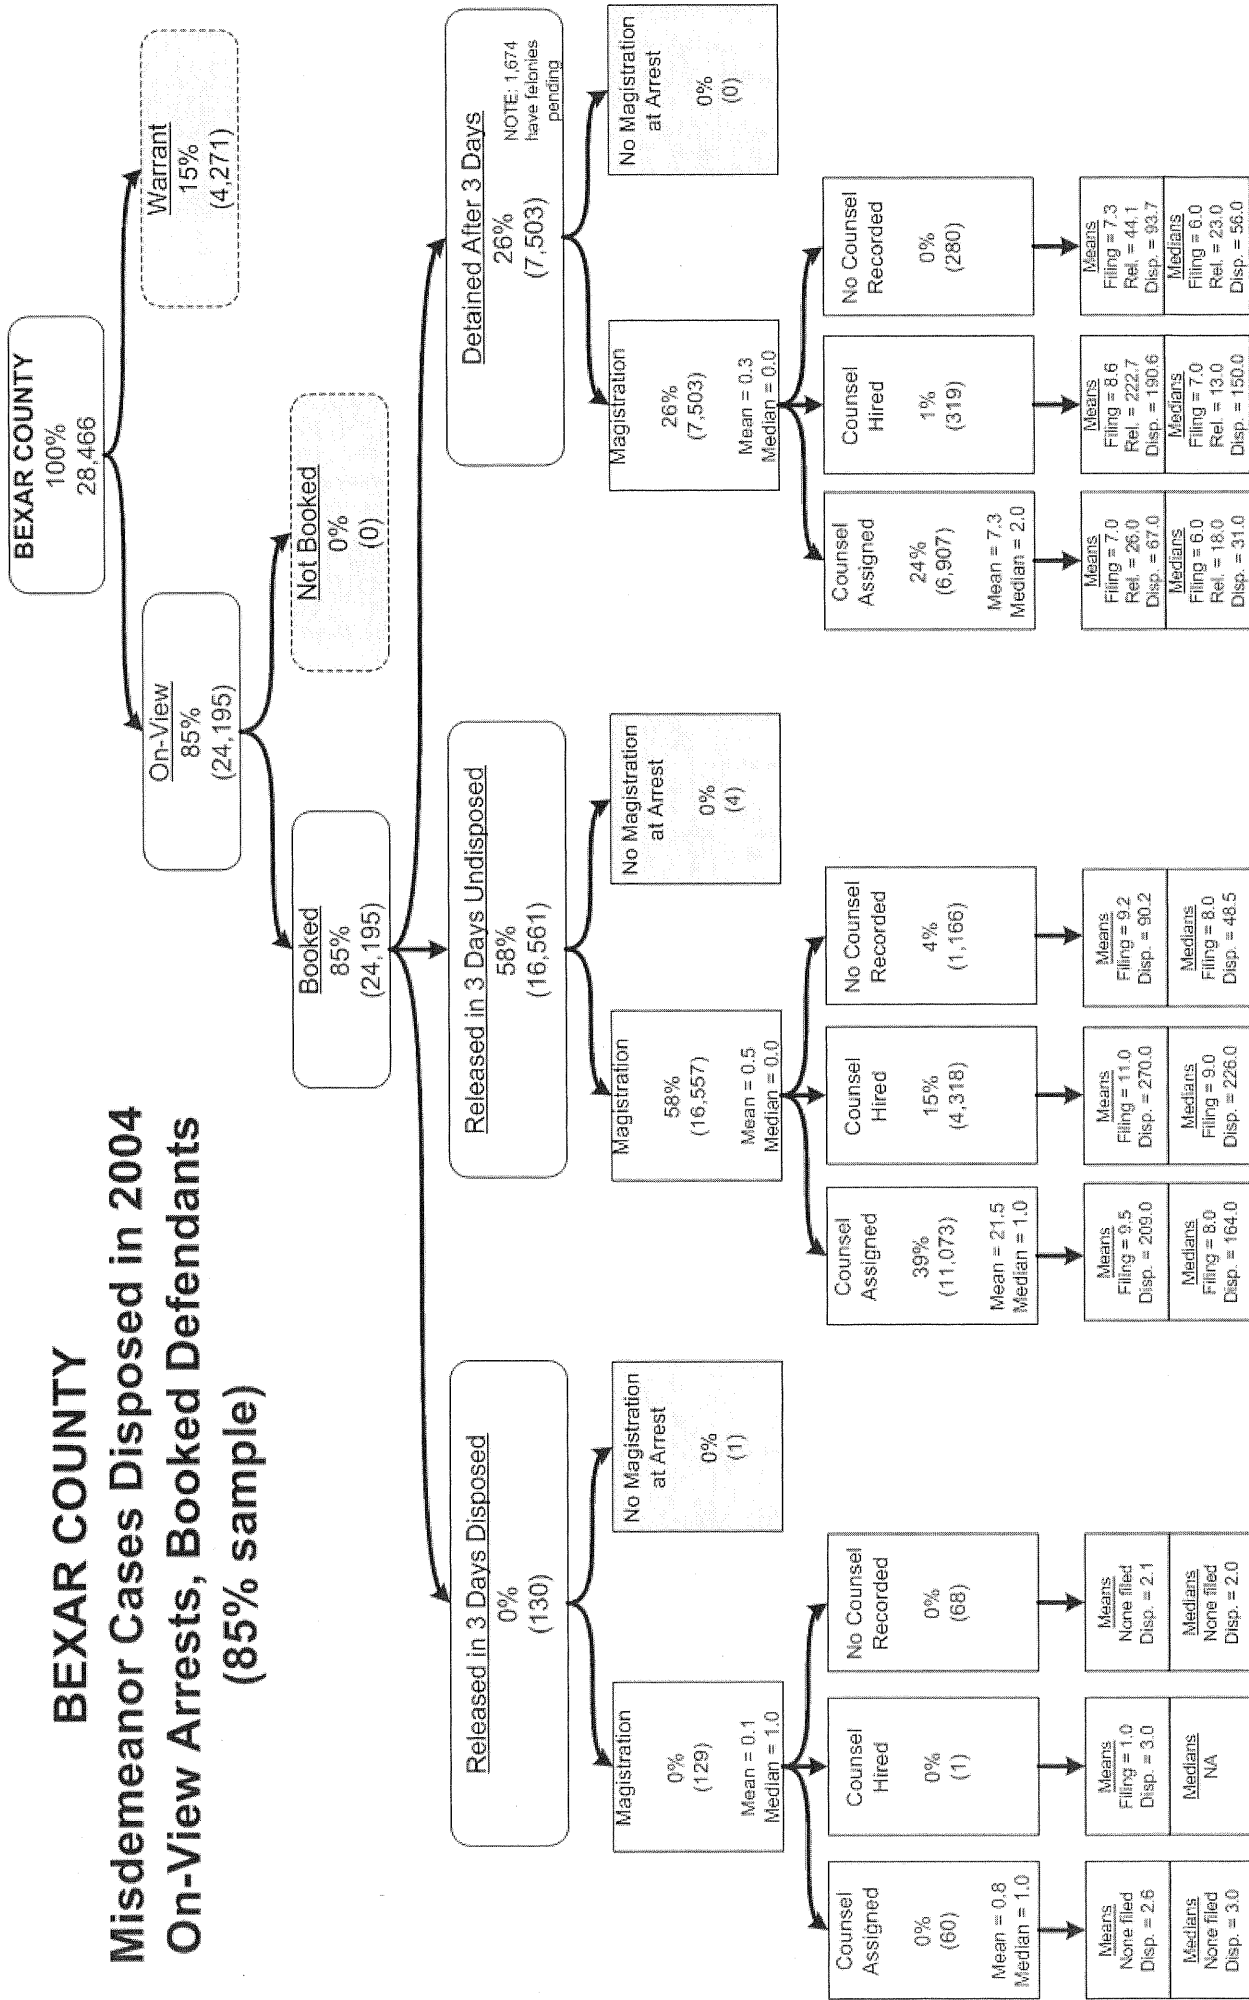 BEXAR COUNTY
Misdemeanor Cases Disposed in 2004
On-View Arrests, Booked Defendants
(85% sample)
BEXAR COUNTY
100%
28,466
On-View
85%
(24,195)
Warrant
15%
(4,271)
Booked
85%
(24,195)
Not Booked
0%
(0)
Released in 3 Days Disposed
0%
(130)
Released in 3 Days Undisposed
58%
(16,561)
Detained After 3 Days
26%
(7,503)
NOTE: 1,674
have felonies
pending
Magistration
0%
(129)
Mean = 0.1
Median = 1.0
No Magistration
at Arrest
0%
(1)
Magistration
58%
(16,557)
Mean = 0.5
Median = 0.0
No Magistration
at Arrest
0%
(4)
Magistration
26%
(7,503)
Mean = 0.3
Median = 0.0
No Magistration
at Arrest
0%
(0)
Counsel
Assigned
0%
(60)
Mean = 0.8
Median = 1.0
Counsel
Hired
0%
(1)
No Counsel
Recorded
0%
(68)
Counsel
Assigned
39%
(11,073)
Mean = 21.5
Median = 1.0
Counsel
Hired
15%
(4,318)
No Counsel
Recorded
4%
(1,166)
Counsel
Assigned
24%
(6,907)
Mean = 7.3
Median = 2.0
Counsel
Hired
1%
(319)
No Counsel
Recorded
0%
(280)
Means
None filed
Disp. = 2.6
Medians
None filed
Disp. = 3.0
Means
Filing = 1.0
Disp. = 3.0
Medians
NA
Means
None filed
Disp. = 2.1
Medians
None filed
Disp. = 2.0
Means
Filing = 9.5
Disp. = 209.0
Medians
Filing = 8.0
Disp. = 164.0
Means
Filing = 11.0
Disp. = 270.0
Medians
Filing = 9.0
Disp. = 226.0
Means
Filing = 9.2
Disp. = 90.2
Medians
Filing = 8.0
Disp. = 48.5
Means
Filing = 7.0
Rel. = 26.0
Disp. = 67.0
Medians
Filing = 6.0
Rel. = 18.0
Disp. = 31.0
Means
Filing = 8.6
Rel. = 222.7
Disp. = 190.6
Medians
Filing = 7.0
Rel. = 13.0
Disp. = 150.0
Means
Filing = 7.3
Rel. = 44.1
Disp. = 93.7
Medians
Filing = 6.0
Rel. = 23.0
Disp. = 56.0